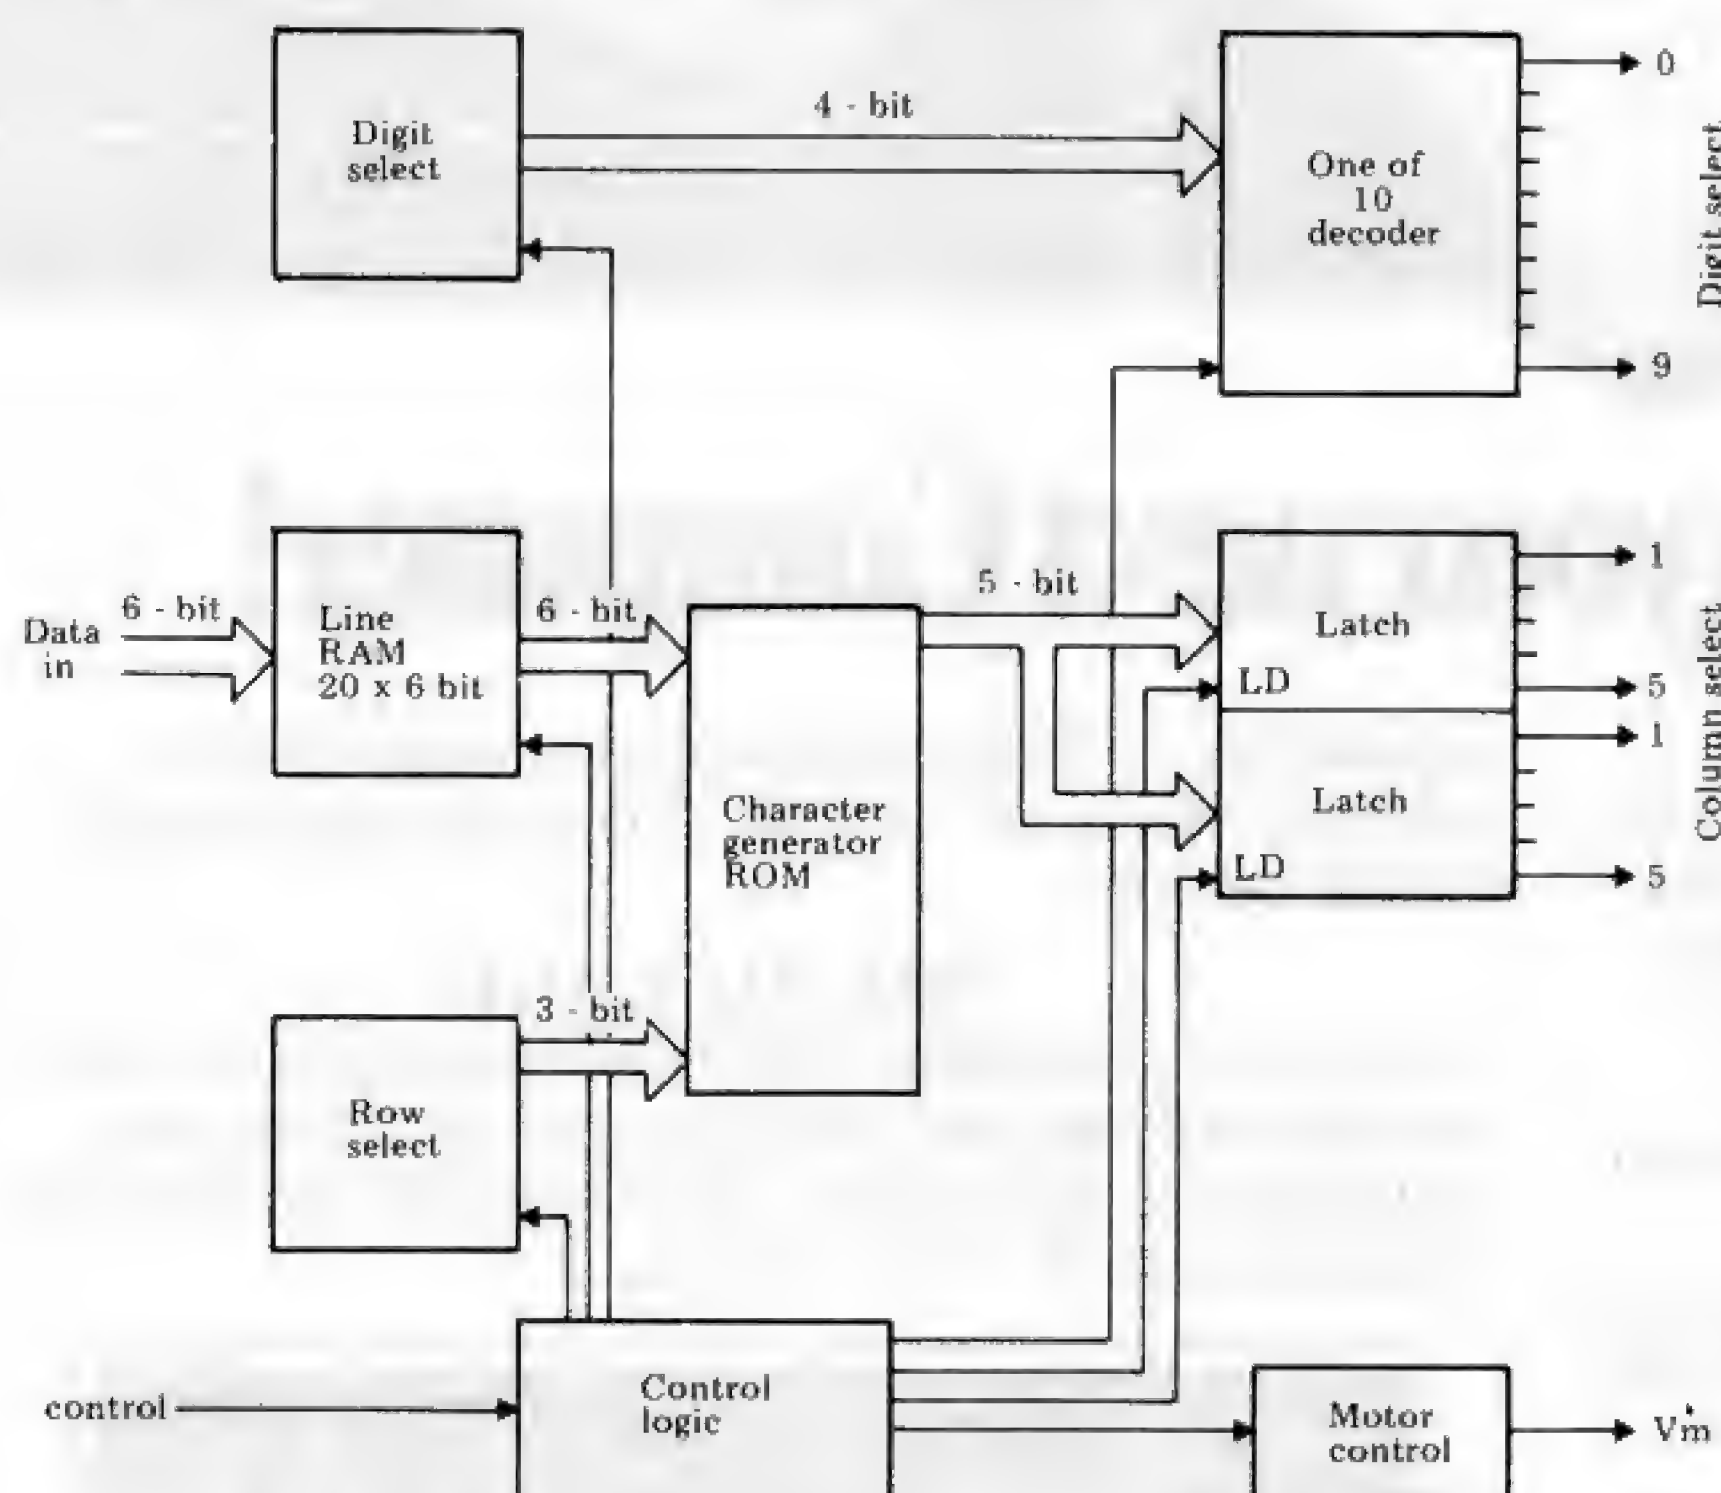 Digit
select
4 - bit
One of
10
decoder
0
9
Digit select
Data
in
6 - bit
Line
RAM
20 x 6 bit
6 - bit
Character
generator
ROM
5 - bit
Latch
LD
Latch
LD
1
5
1
5
Column select
Row
select
3 - bit
control
Control
logic
Motor
control
Vm